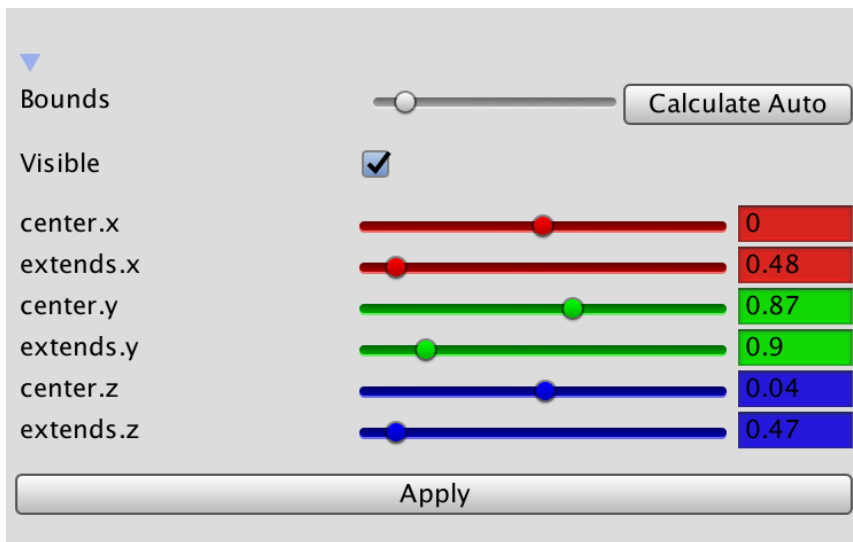 Bounds Calculate Auto
Visible
center.x 0
extends.x 0.48
center.y 0.87
extends.y 0.9
center.z 0.04
extends.z 0.47
Apply